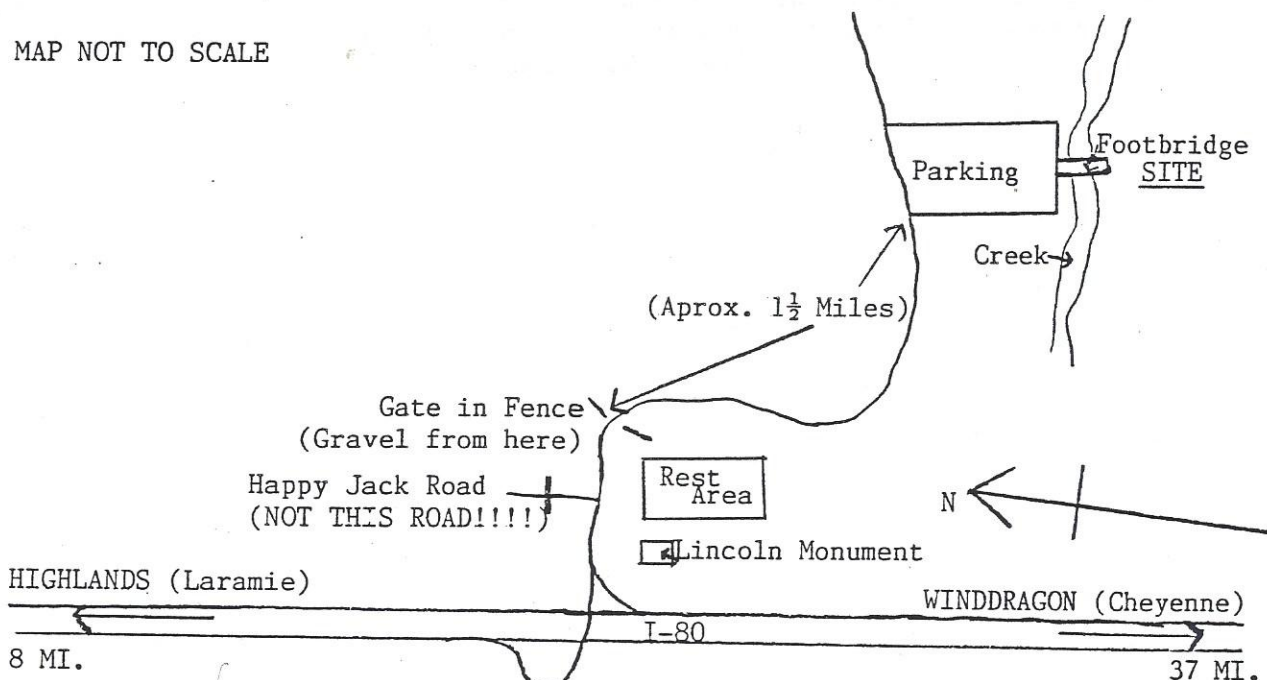 MAP NOT TO SCALE
Footbridge
SITE
Parking
Creek
(Aprox. 1½ Miles)
Gate in Fence
(Gravel from here)
Happy Jack Road
(NOT THIS ROAD!!!!)
Rest
Area
N
Lincoln Monument
HIGHLANDS (Laramie)
WINDDRAGON (Cheyenne)
I-80
8 MI.
37 MI.